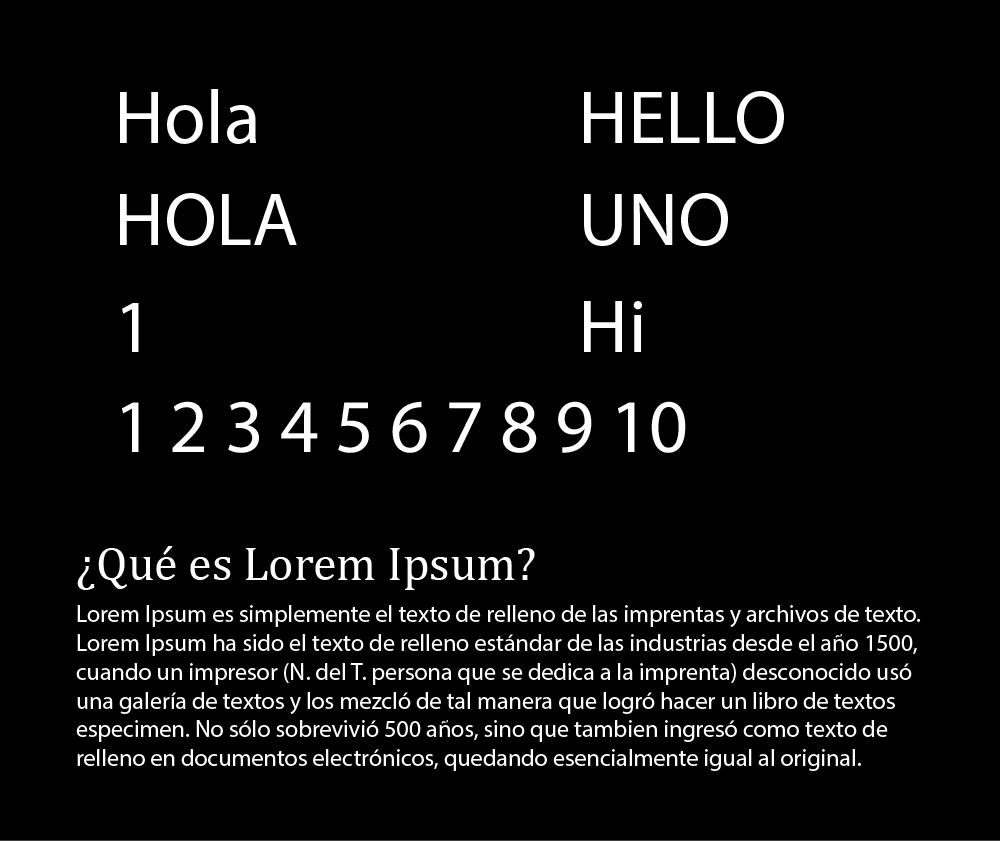 Hola
HELLO
HOLA
UNO
1
Hi
1 2 3 4 5 6 7 8 9 10
¿Qué es Lorem Ipsum?
Lorem Ipsum es simplemente el texto de relleno de las imprentas y archivos de texto.
Lorem Ipsum ha sido el texto de relleno estándar de las industrias desde el año 1500,
cuando un impresor (N. del T. persona que se dedica a la imprenta) desconocido usó
una galería de textos y los mezcló de tal manera que logró hacer un libro de textos
especimen. No sólo sobrevivió 500 años, sino que tambien ingresó como texto de
relleno en documentos electrónicos, quedando esencialmente igual al original.